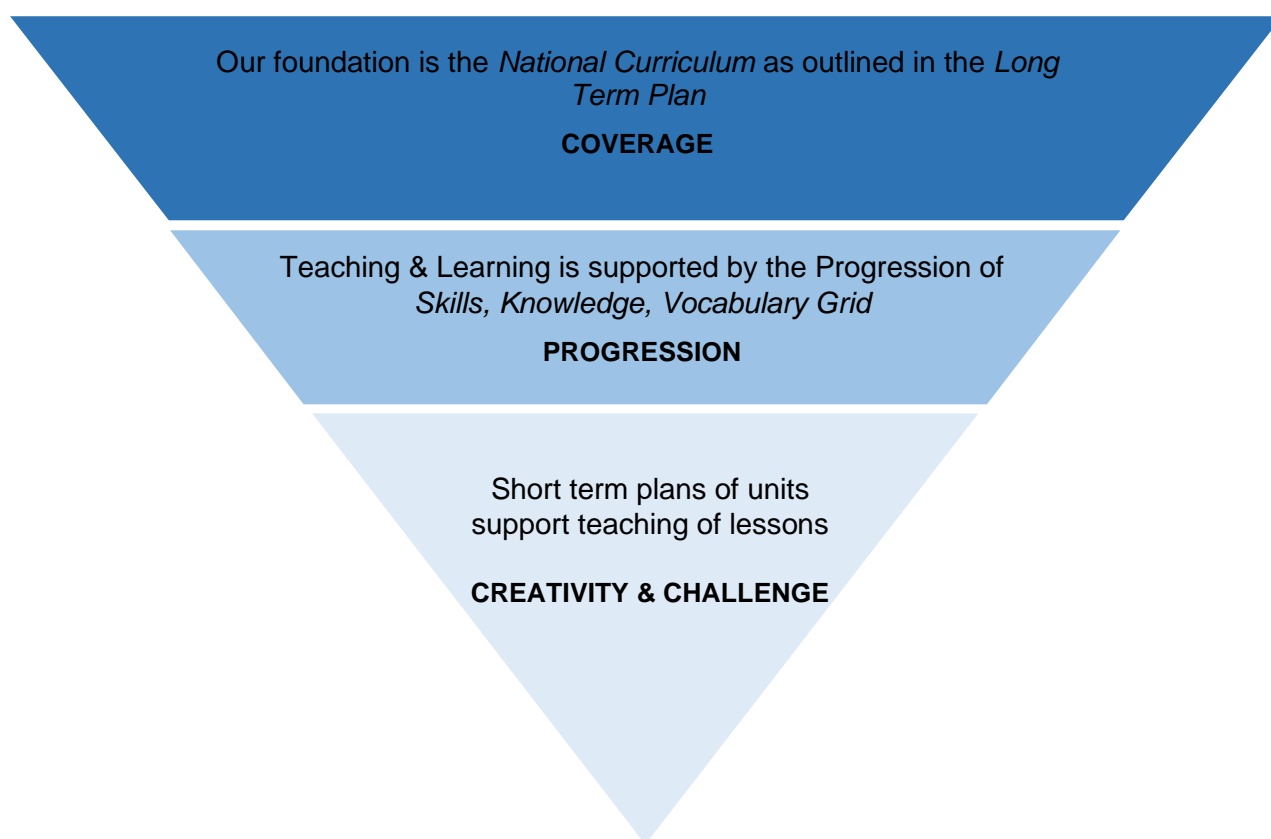 Our foundation is the National Curriculum as outlined in the Long
Term Plan
COVERAGE
Teaching & Learning is supported by the Progression of
Skills, Knowledge, Vocabulary Grid
PROGRESSION
Short term plans of units
support teaching of lessons
CREATIVITY & CHALLENGE